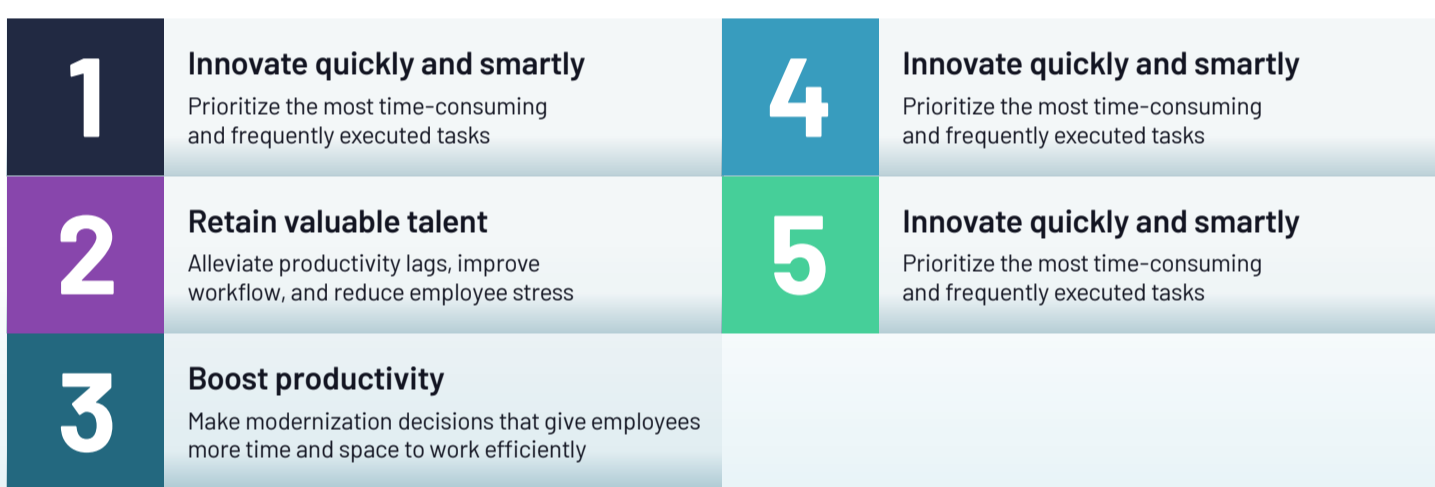 1
Innovate quickly and smartly
Prioritize the most time-consuming
and frequently executed tasks
2
Retain valuable talent
Alleviate productivity lags, improve
workflow, and reduce employee stress
3
Boost productivity
Make modernization decisions that give employees
more time and space to work efficiently
4
Innovate quickly and smartly
Prioritize the most time-consuming
and frequently executed tasks
5
Innovate quickly and smartly
Prioritize the most time-consuming
and frequently executed tasks